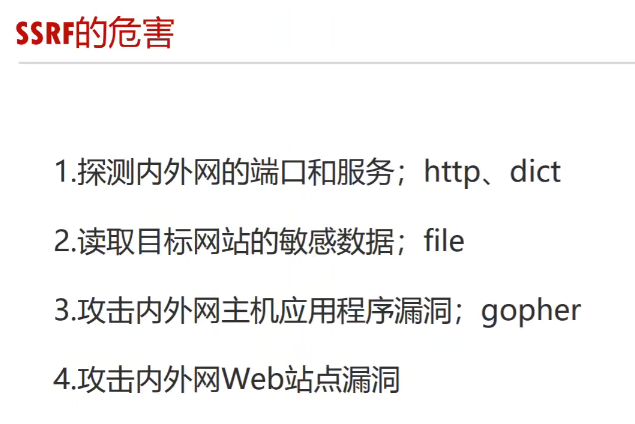 SSRF的危害
1.探测内外网的端口和服务；http、dict
2.读取目标网站的敏感数据；file
3.攻击内外网主机应用程序漏洞；gopher
4.攻击内外网Web站点漏洞